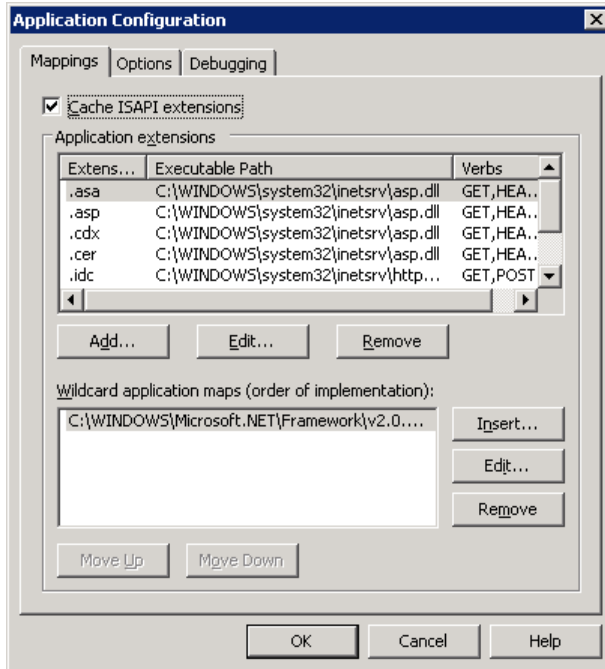 Application Configuration
Mappings Options Debugging
Cache ISAPI extensions
Application extensions
Extens... Executable Path Verbs
.asa C:\WINDOWS\system32\inetsrv\asp.dll GET,HEA..
.asp C:\WINDOWS\system32\inetsrv\asp.dll GET,HEA..
.cdx C:\WINDOWS\system32\inetsrv\asp.dll GET,HEA..
.cer C:\WINDOWS\system32\inetsrv\asp.dll GET,HEA..
.idc C:\WINDOWS\system32\inetsrv\http... GET,POST
Add... Edit... Remove
Wildcard application maps (order of implementation):
C:\WINDOWS\Microsoft.NET\Framework\v2.0....
Insert...
Edit...
Remove
Move Up Move Down
OK Cancel Help